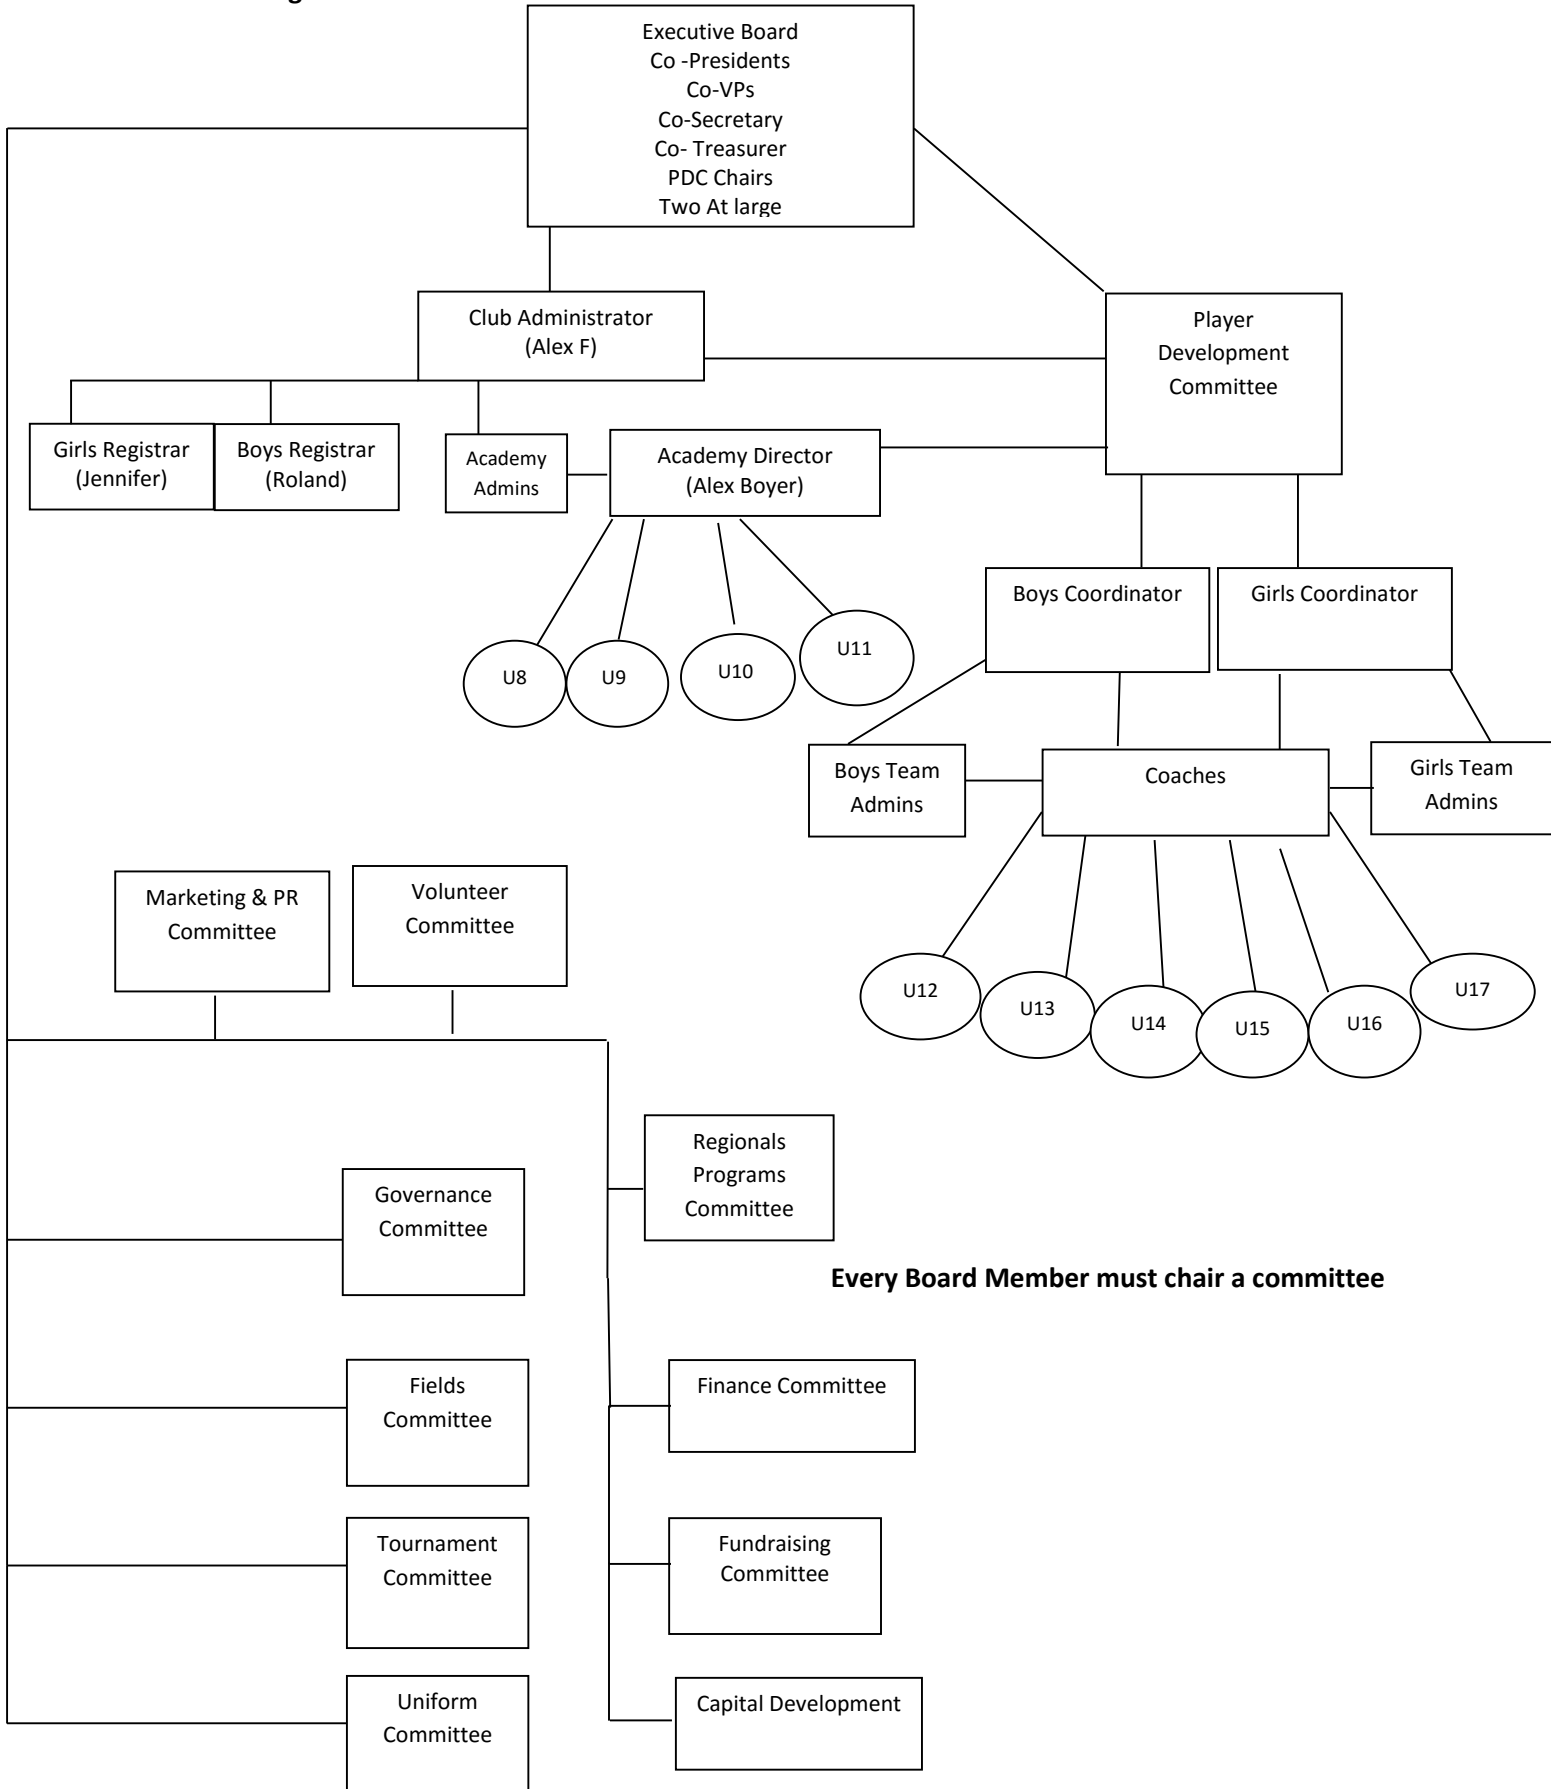 Executive Board
Co -Presidents
Co-VPs
Co-Secretary
Co- Treasurer
PDC Chairs
Two At large
Club Administrator
(Alex F)
Player
Development
Committee
Girls Registrar
(Jennifer)
Boys Registrar
(Roland)
Academy
Admins
Academy Director
(Alex Boyer)
Boys Coordinator
Girls Coordinator
U8
U9
U10
U11
Boys Team
Admins
Coaches
Girls Team
Admins
Marketing & PR
Committee
Volunteer
Committee
U12
U13
U14
U15
U16
U17
Regionals
Programs
Committee
Governance
Committee
Every Board Member must chair a committee
Fields
Committee
Finance Committee
Tournament
Committee
Fundraising
Committee
Uniform
Committee
Capital Development